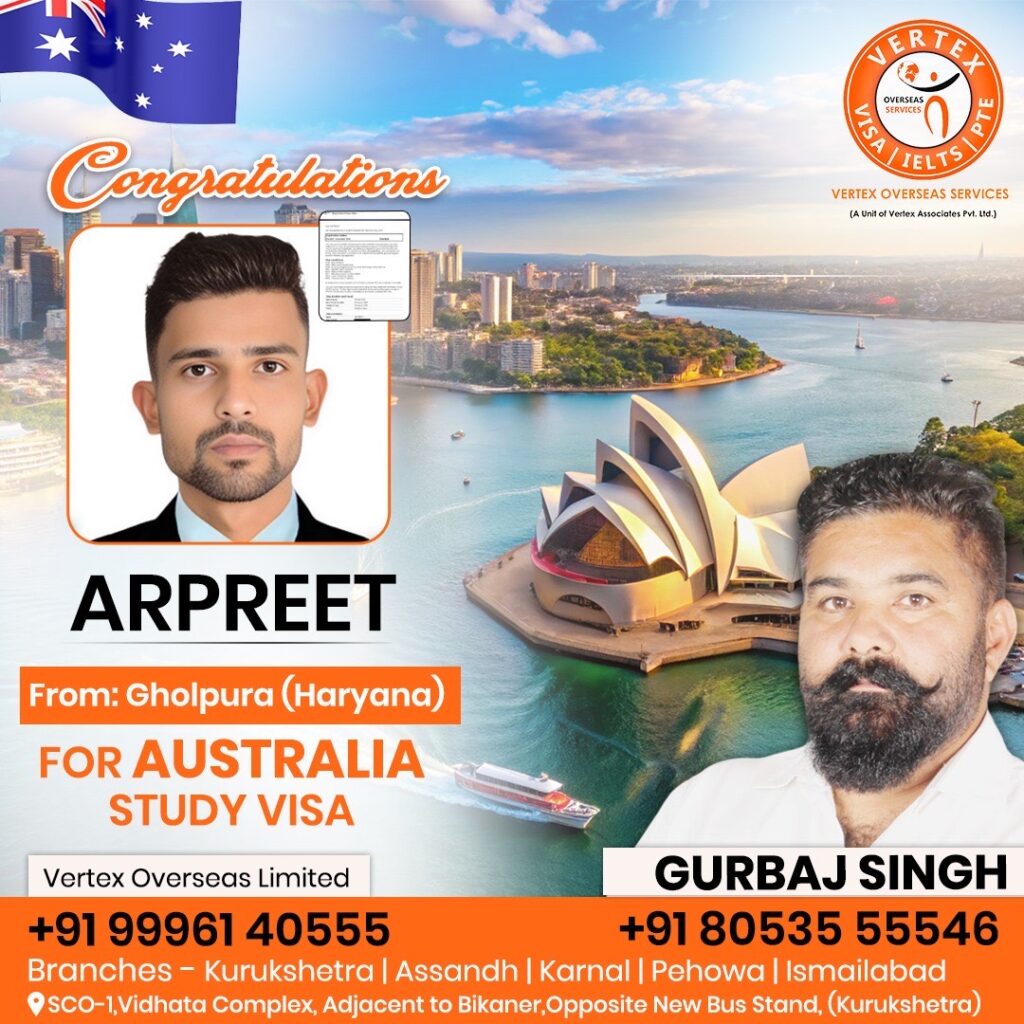 VERTEX
OVERSEAS
SERVICES
VISA | IELTS | PTE
VERTEX OVERSEAS SERVICES
(A Unit of Vertex Associates Pvt. Ltd.)
Congratulations
ARPREET
From: Gholpura (Haryana)
FOR AUSTRALIA
STUDY VISA
Vertex Overseas Limited
GURBAJ SINGH
+91 99961 40555
+91 80535 55546
Branches - Kurukshetra | Assandh | Karnal | Pehowa | Ismailabad
SCO-1,Vidhata Complex, Adjacent to Bikaner,Opposite New Bus Stand, (Kurukshetra)